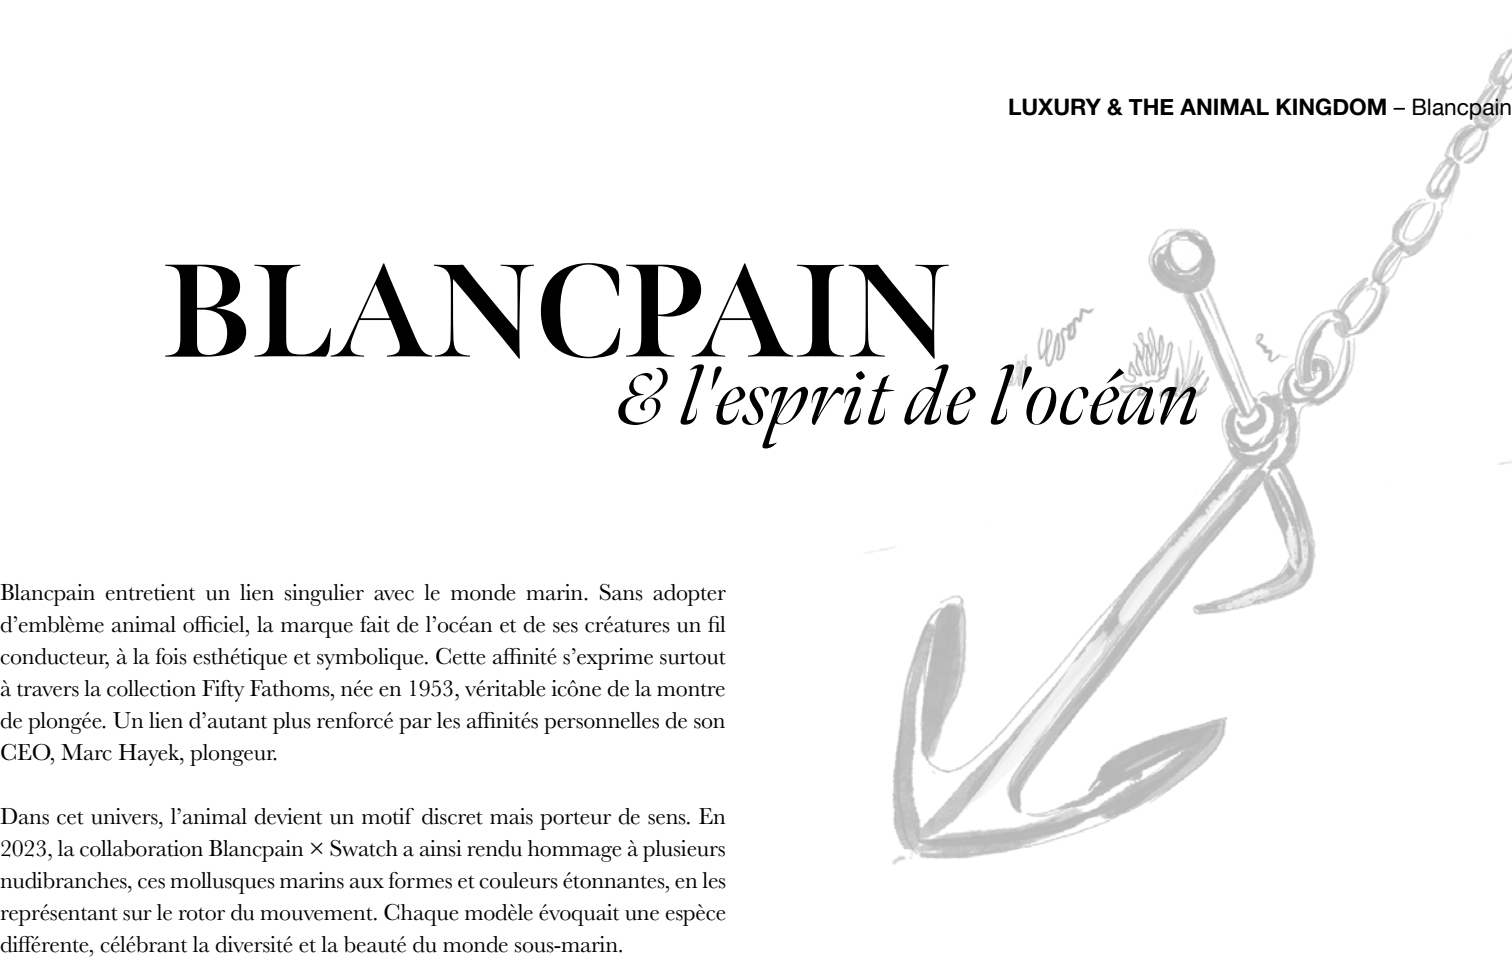 LUXURY & THE ANIMAL KINGDOM – Blancpain
BLANCPAIN
& l'esprit de l'océan
Blancpain entretient un lien singulier avec le monde marin. Sans adopter
d’emblème animal officiel, la marque fait de l’océan et de ses créatures un fil
conducteur, à la fois esthétique et symbolique. Cette affinité s’exprime surtout
à travers la collection Fifty Fathoms, née en 1953, véritable icône de la montre
de plongée. Un lien d’autant plus renforcé par les affinités personnelles de son
CEO, Marc Hayek, plongeur.
Dans cet univers, l’animal devient un motif discret mais porteur de sens. En
2023, la collaboration Blancpain × Swatch a ainsi rendu hommage à plusieurs
nudibranches, ces mollusques marins aux formes et couleurs étonnantes, en les
représentant sur le rotor du mouvement. Chaque modèle évoquait une espèce
différente, célébrant la diversité et la beauté du monde sous-marin.